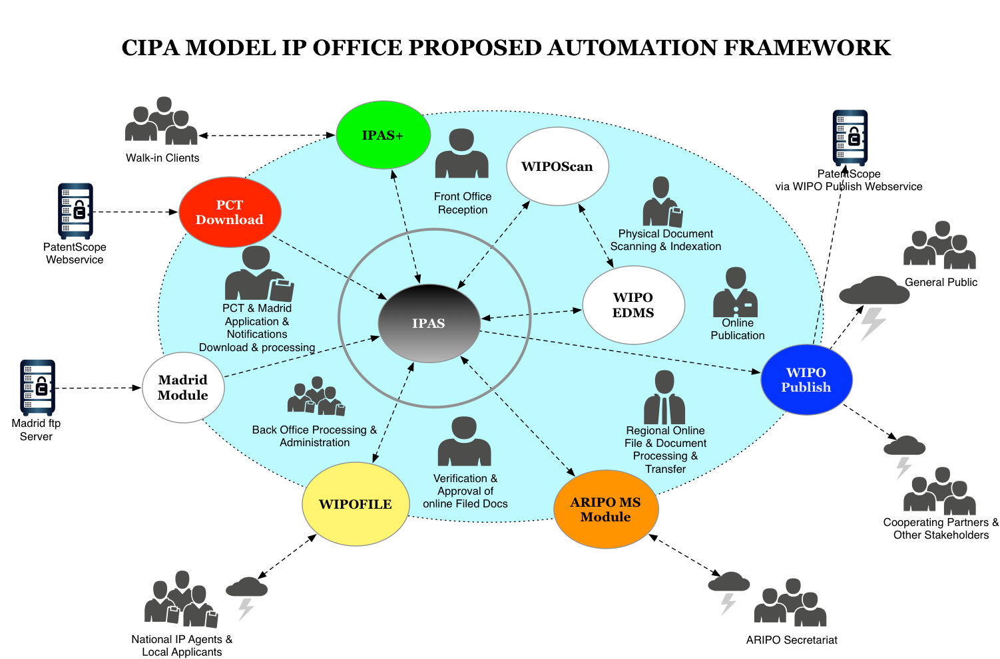 CIPA MODEL IP OFFICE PROPOSED AUTOMATION FRAMEWORK
Walk-in Clients
IPAS+
Front Office
Reception
WIPOScan
Physical Document
Scanning & Indexation
PatentScope
via WIPO Publish Webservice
PatentScope
Webservice
PCT
Download
PCT & Madrid
Application &
Notifications
Download & processing
IPAS
WIPO
EDMS
Online
Publication
General Public
Madrid ftp
Server
Madrid
Module
Back Office Processing &
Administration
WIPO
Publish
Regional Online
File & Document
Processing &
Transfer
WIPOFILE
Verification &
Approval of
online Filed Docs
ARIPO MS
Module
Cooperating Partners &
Other Stakeholders
National IP Agents &
Local Applicants
ARIPO Secretariat